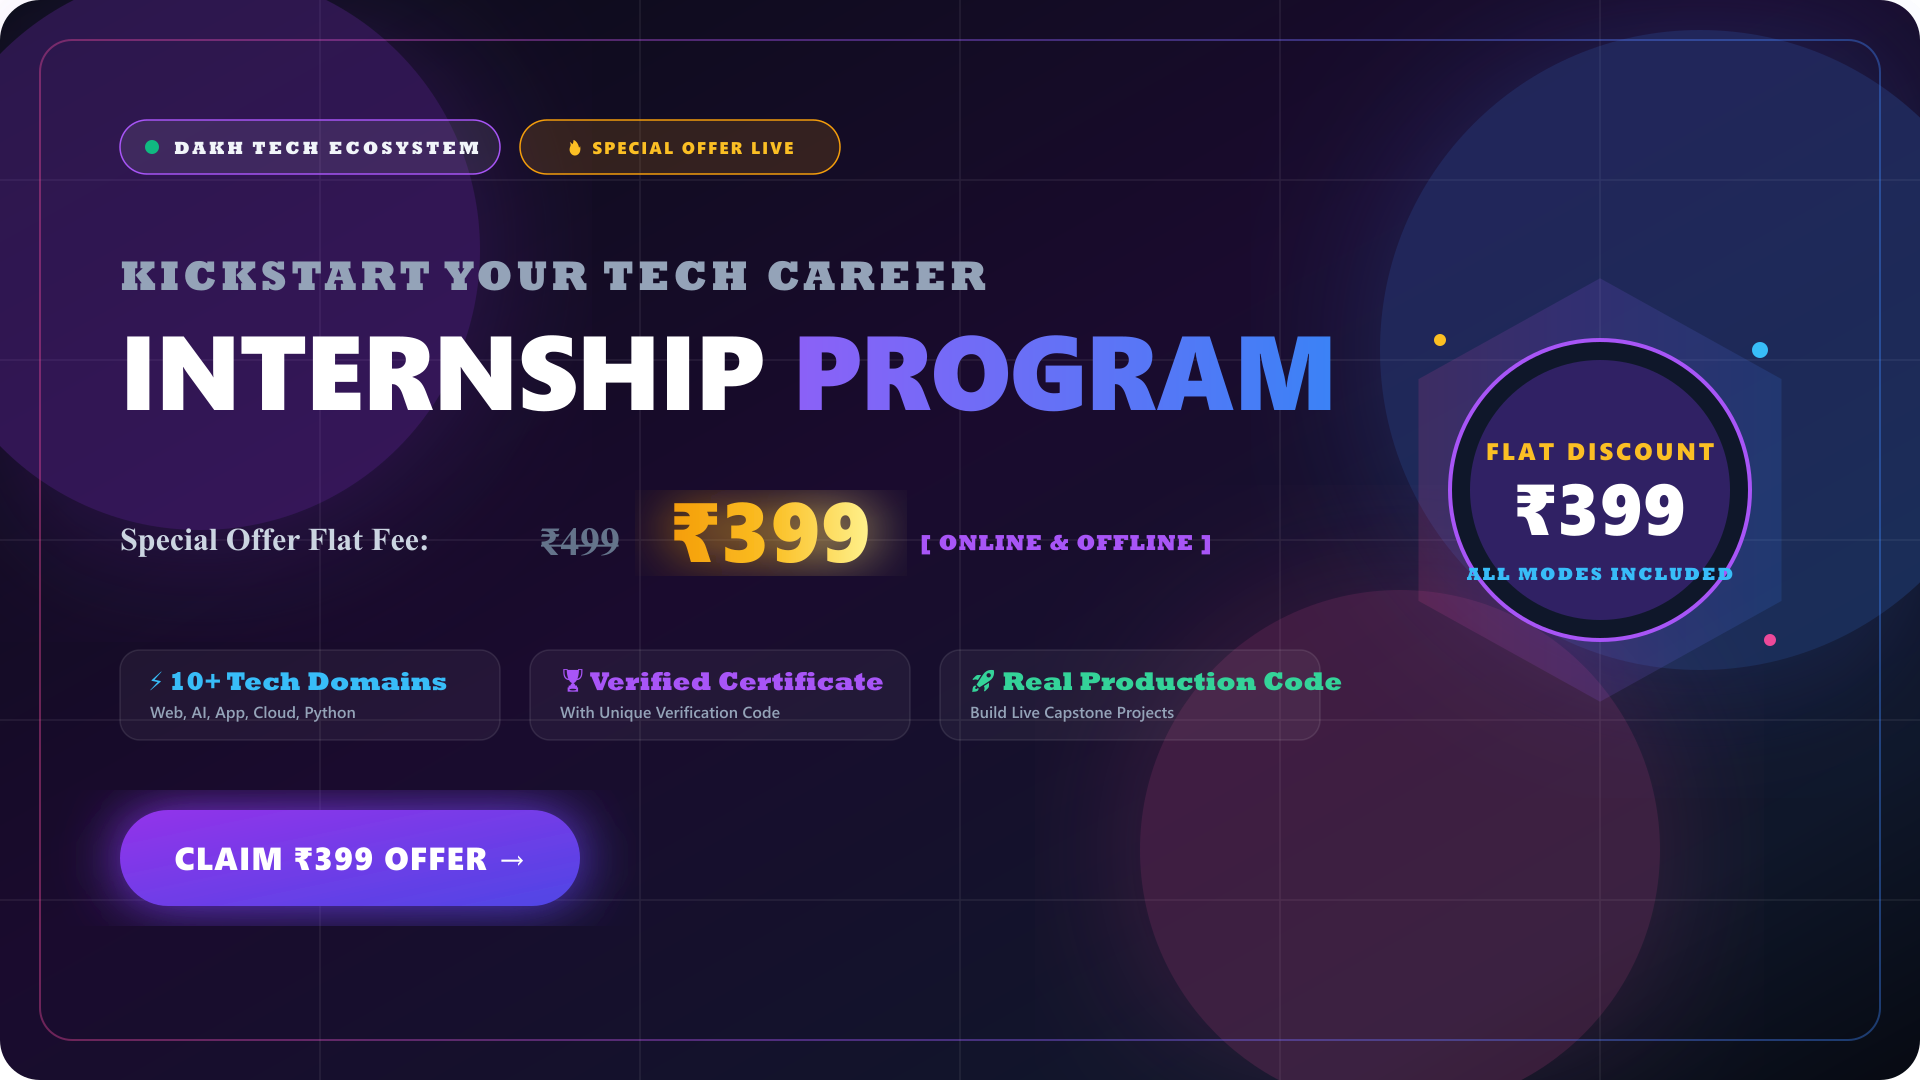 DAKH TECH ECOSYSTEM
SPECIAL OFFER LIVE
KICKSTART YOUR TECH CAREER
INTERNSHIP PROGRAM
Special Offer Flat Fee: ₹499 ₹399 [ ONLINE & OFFLINE ]
FLAT DISCOUNT
₹399
ALL MODES INCLUDED
⚡ 10+ Tech Domains
Web, AI, App, Cloud, Python
🏆 Verified Certificate
With Unique Verification Code
🚀 Real Production Code
Build Live Capstone Projects
CLAIM ₹399 OFFER →